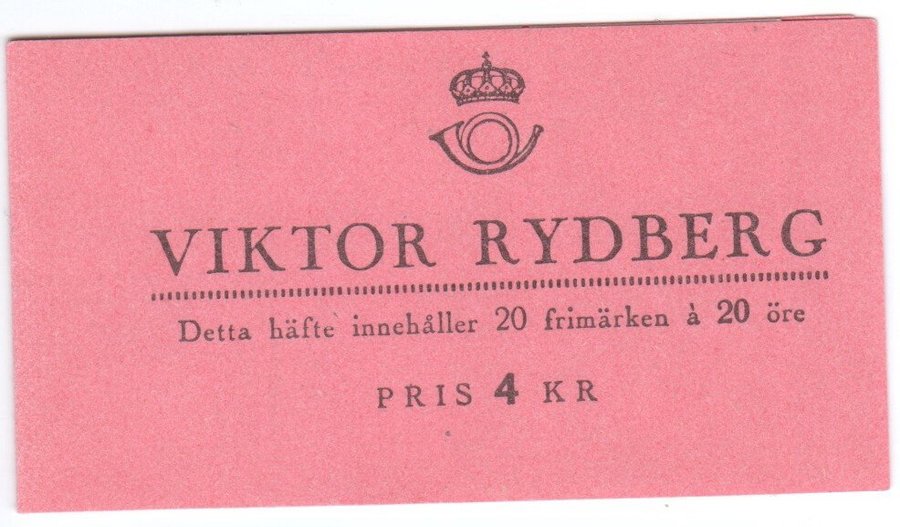 VIKTOR RYDBERG
Detta häfte innehåller 20 frimärken à 20 öre
PRIS 4 KR